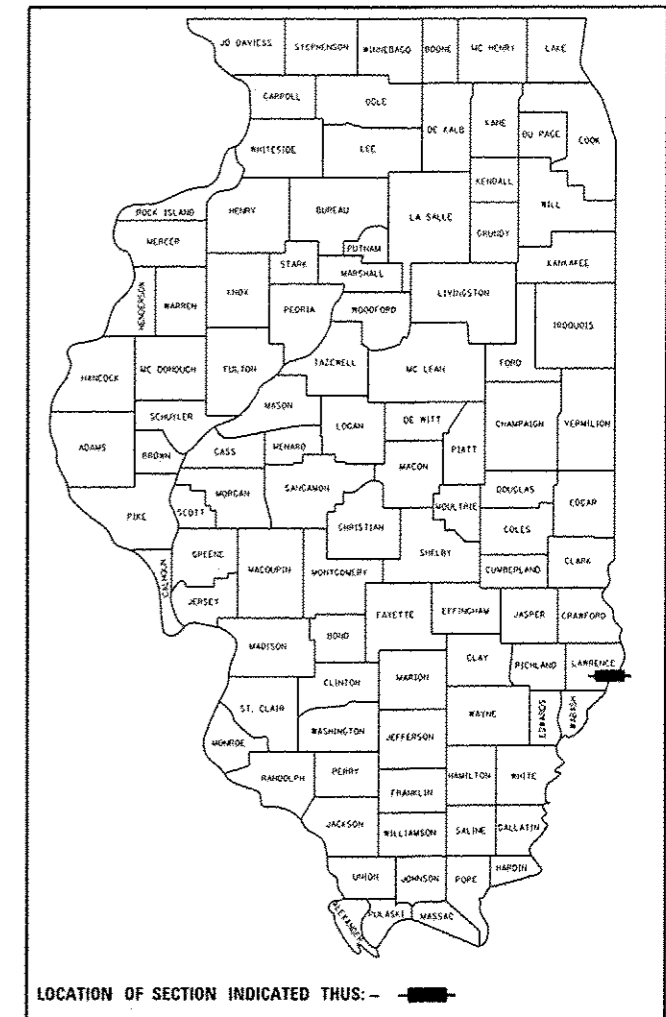 JO DAVIESS STEPHENSON WINNEBAGO BOONE MC HENRY LAKE
CARROLL OGLE DE KALB KANE DU PAGE COOK
WHITESIDE LEE KENDALL WILL
ROCK ISLAND HENRY BUREAU LA SALLE GRUNDY
MERCER PUTNAM KANKAKEE
HENDERSON WARREN KNOX STARK MARSHALL LIVINGSTON
PEORIA WOODFORD IROQUOIS
HANCOCK MC DONOUGH FULTON TAZEWELL MC LEAN FORD
SCHUYLER MASON LOGAN DE WITT CHAMPAIGN VERMILION
ADAMS BROWN CASS MENARD MACON PIATT
PIKE SCOTT MORGAN SANGAMON MOULTRIE DOUGLAS EDGAR
CHRISTIAN COLES
CALHOUN GREENE MACOUPIN MONTGOMERY SHELBY CUMBERLAND CLARK
JERSEY FAYETTE EFFINGHAM JASPER CRAWFORD
MADISON BOND CLAY RICHLAND LAWRENCE
CLINTON MARION
ST. CLAIR WASHINGTON JEFFERSON WAYNE EDWARDS WABASH
MONROE
RANDOLPH PERRY FRANKLIN HAMILTON WHITE
JACKSON WILLIAMSON SALINE GALLATIN
UNION JOHNSON POPE HARDIN
ALEXANDER PULASKI MASSAC
LOCATION OF SECTION INDICATED THUS: -